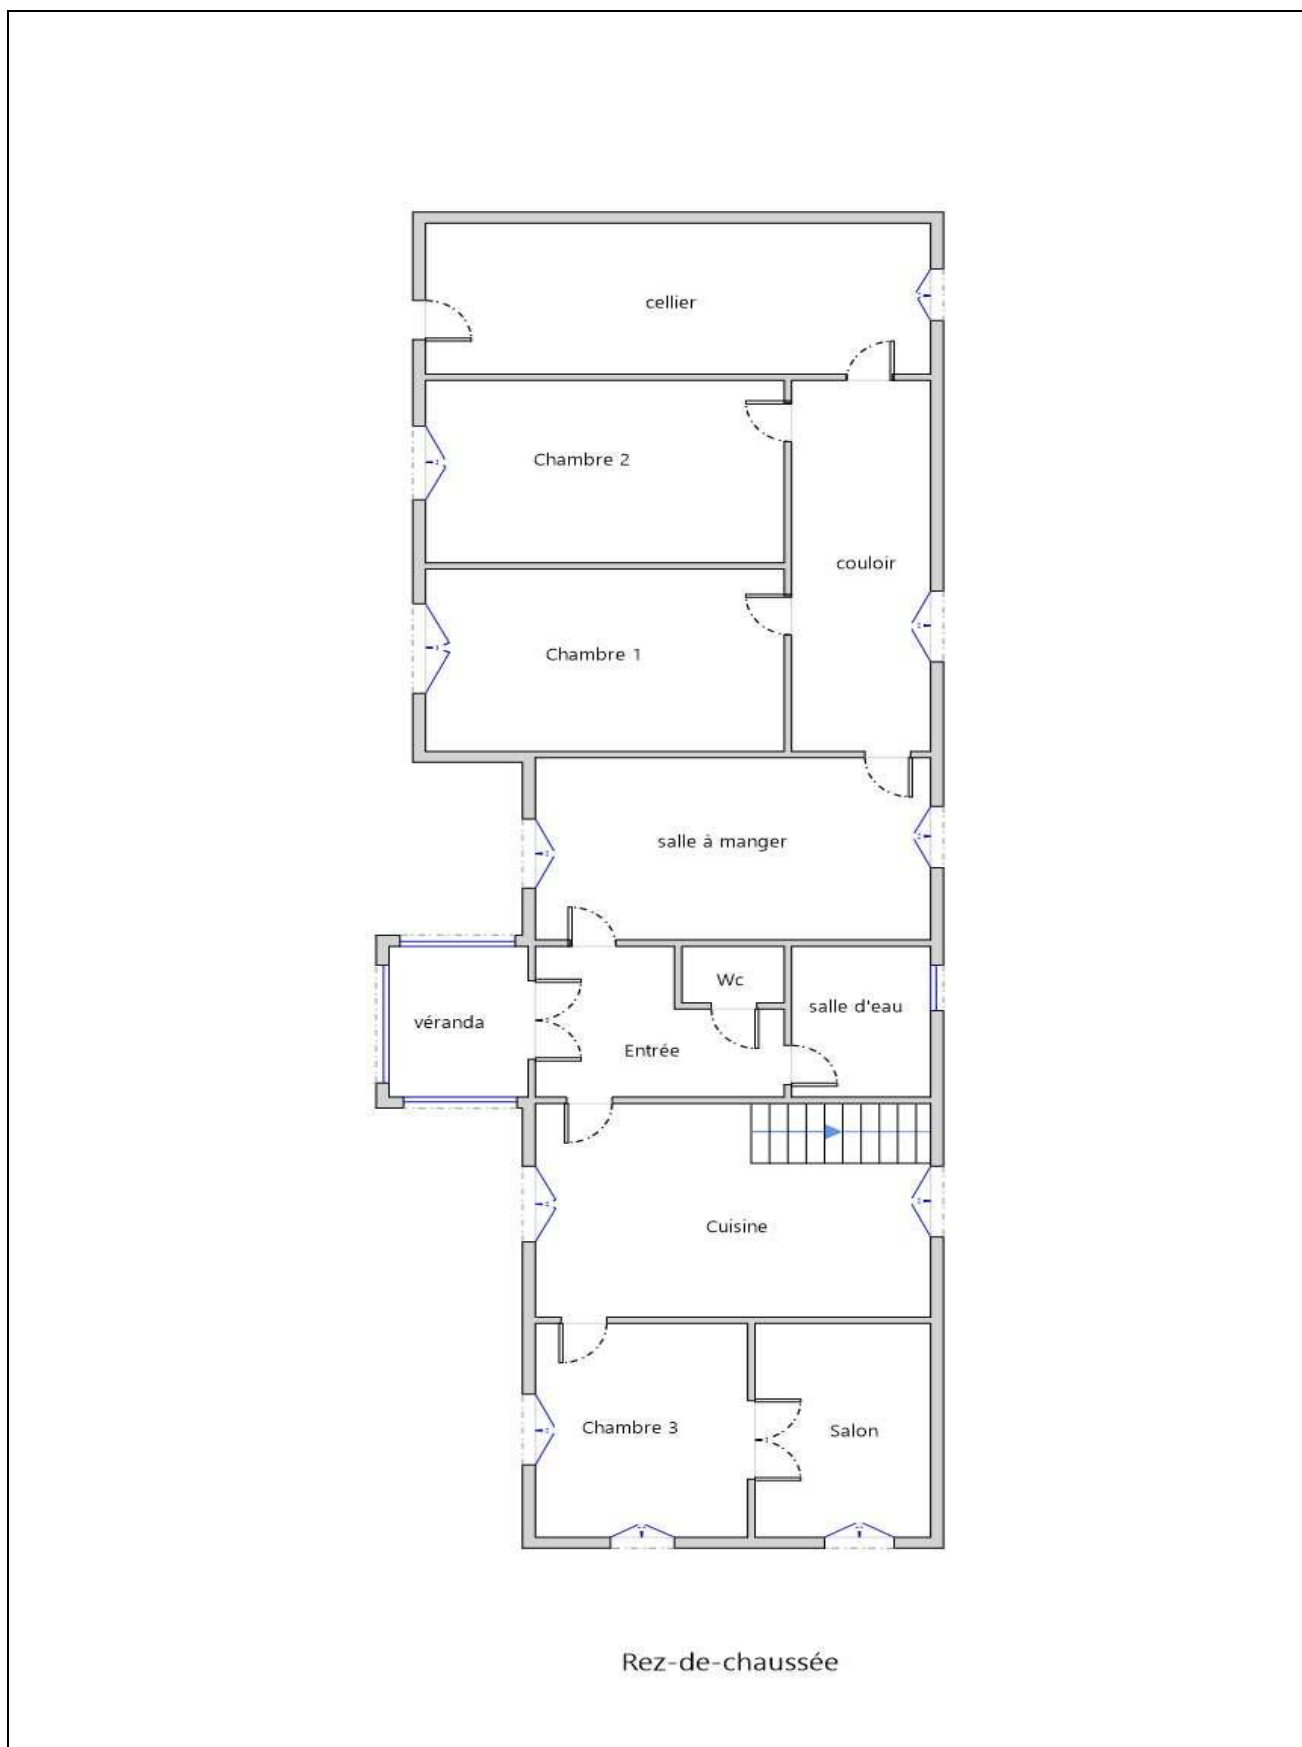 cellier
Chambre 2
couloir
Chambre 1
salle à manger
Wc
salle d'eau
véranda
Entrée
Cuisine
Chambre 3
Salon
Rez-de-chaussée